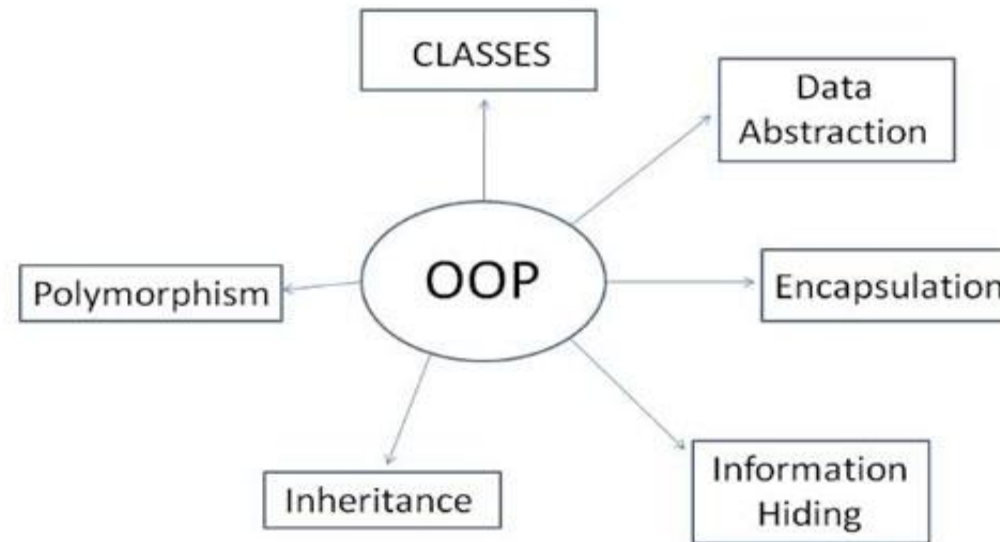 CLASSES
Data
Abstraction
OOP
Polymorphism
Encapsulation
Inheritance
Information
Hiding